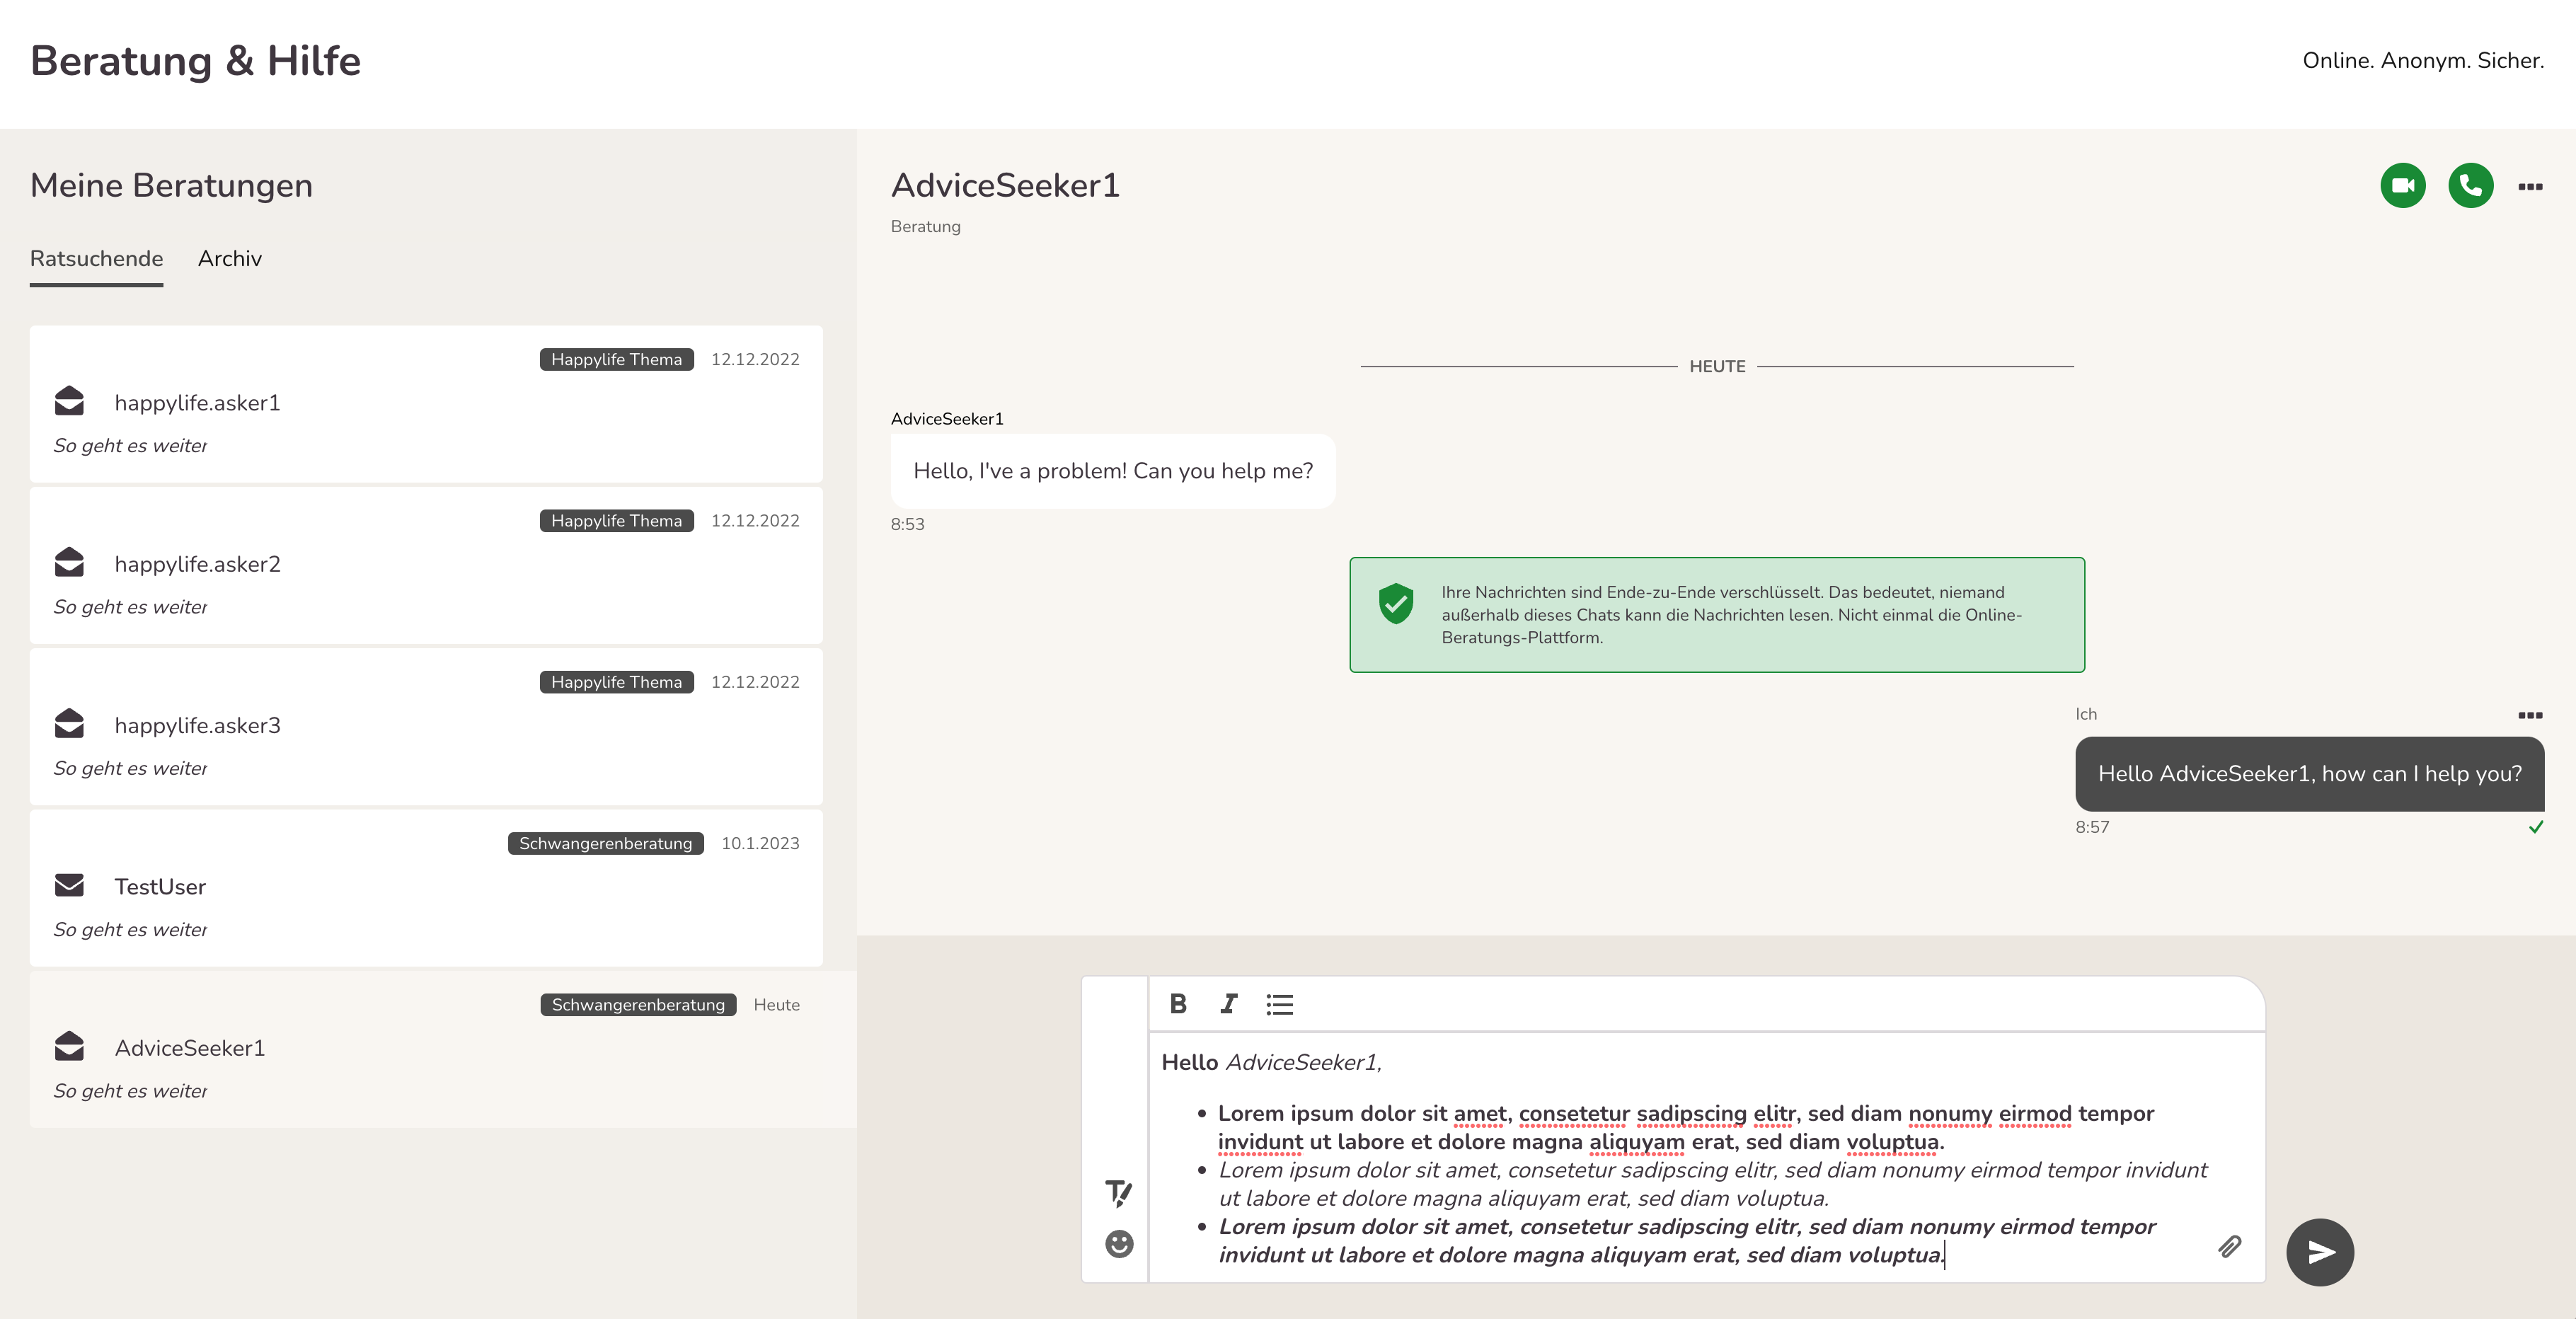 Beratung & Hilfe
Online. Anonym. Sicher.
Meine Beratungen
Ratsuchende
Archiv
Happylife Thema
12.12.2022
happylife.asker1
So geht es weiter
Happylife Thema
12.12.2022
happylife.asker2
So geht es weiter
Happylife Thema
12.12.2022
happylife.asker3
So geht es weiter
Schwangerenberatung
10.1.2023
TestUser
So geht es weiter
Schwangerenberatung
Heute
AdviceSeeker1
So geht es weiter
AdviceSeeker1
Beratung
HEUTE
AdviceSeeker1
Hello, I've a problem! Can you help me?
8:53
Ihre Nachrichten sind Ende-zu-Ende verschlüsselt. Das bedeutet, niemand
außerhalb dieses Chats kann die Nachrichten lesen. Nicht einmal die Online-
Beratungs-Plattform.
Ich
Hello AdviceSeeker1, how can I help you?
8:57
B I
Hello AdviceSeeker1,
Lorem ipsum dolor sit amet, consetetur sadipscing elitr, sed diam nonumy eirmod tempor
invidunt ut labore et dolore magna aliquyam erat, sed diam voluptua.
Lorem ipsum dolor sit amet, consetetur sadipscing elitr, sed diam nonumy eirmod tempor invidunt
ut labore et dolore magna aliquyam erat, sed diam voluptua.
Lorem ipsum dolor sit amet, consetetur sadipscing elitr, sed diam nonumy eirmod tempor
invidunt ut labore et dolore magna aliquyam erat, sed diam voluptua.